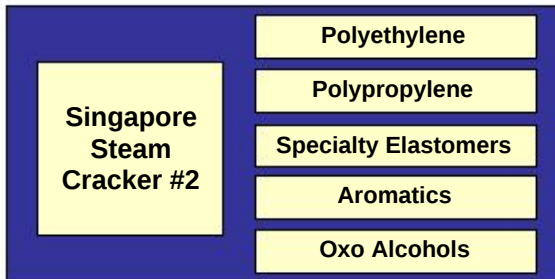 Singapore
Steam
Cracker #2
Polyethylene
Polypropylene
Specialty Elastomers
Aromatics
Oxo Alcohols